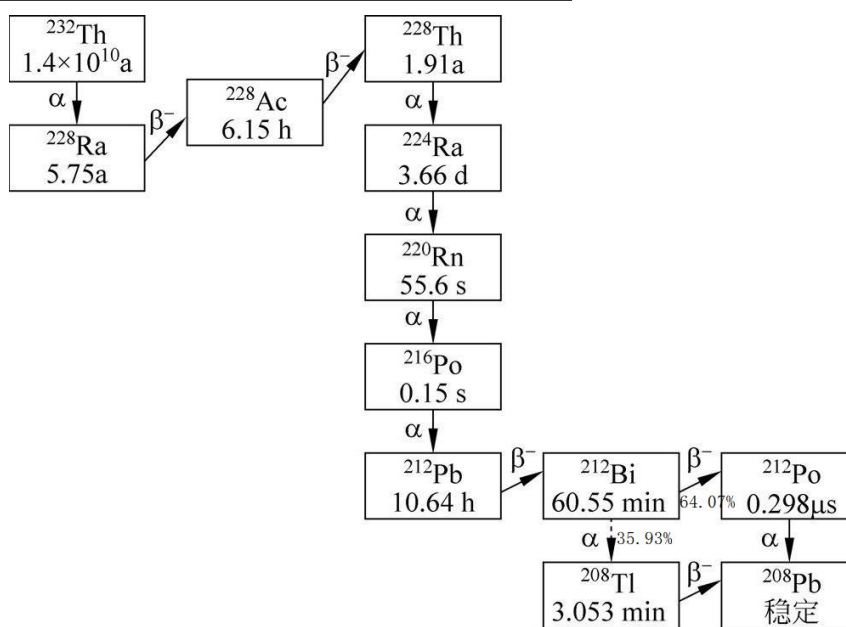 ²³²Th
1.4×10¹⁰a
α
²²⁸Ra
5.75a
β⁻
²²⁸Ac
6.15 h
β⁻
²²⁸Th
1.91a
α
²²⁴Ra
3.66 d
α
²²⁰Rn
55.6 s
α
²¹⁶Po
0.15 s
α
²¹²Pb
10.64 h
β⁻
²¹²Bi
60.55 min
β⁻
64.07%
²¹²Po
0.298μs
α
35.93%
α
²⁰⁸Tl
3.053 min
β⁻
²⁰⁸Pb
稳定